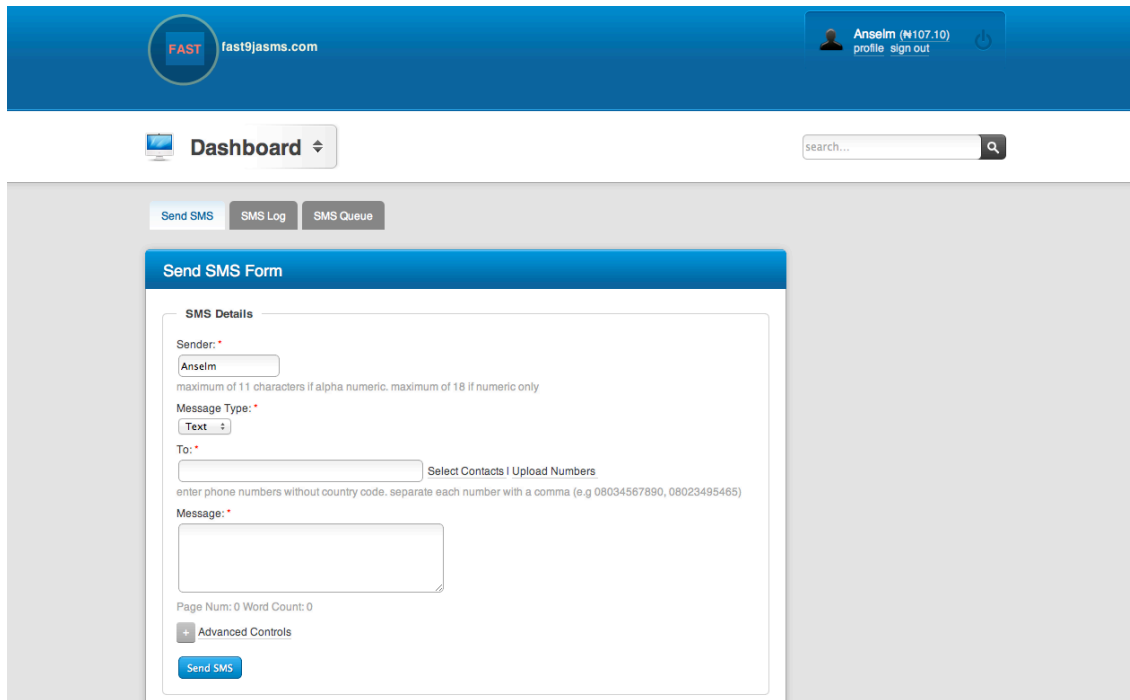 FAST
fast9jasms.com
Anselm (₦107.10)
profile sign out
Dashboard
search...
Send SMS
SMS Log
SMS Queue
Send SMS Form
SMS Details
Sender: *
Anselm
maximum of 11 characters if alpha numeric. maximum of 18 if numeric only
Message Type: *
Text
To: *
Select Contacts | Upload Numbers
enter phone numbers without country code. separate each number with a comma (e.g 08034567890, 08023495465)
Message: *
Page Num: 0 Word Count: 0
+ Advanced Controls
Send SMS